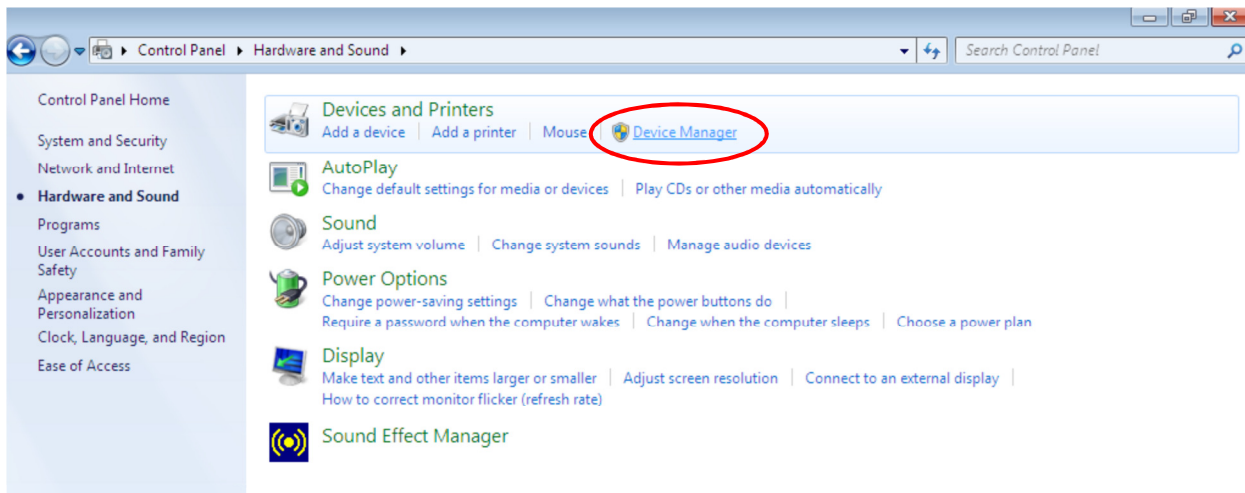 Control Panel Hardware and Sound
Search Control Panel
Control Panel Home
System and Security
Network and Internet
Hardware and Sound
Programs
User Accounts and Family
Safety
Appearance and
Personalization
Clock, Language, and Region
Ease of Access
Devices and Printers
Add a device Add a printer Mouse Device Manager
AutoPlay
Change default settings for media or devices Play CDs or other media automatically
Sound
Adjust system volume Change system sounds Manage audio devices
Power Options
Change power-saving settings Change what the power buttons do
Require a password when the computer wakes Change when the computer sleeps Choose a power plan
Display
Make text and other items larger or smaller Adjust screen resolution Connect to an external display
How to correct monitor flicker (refresh rate)
Sound Effect Manager